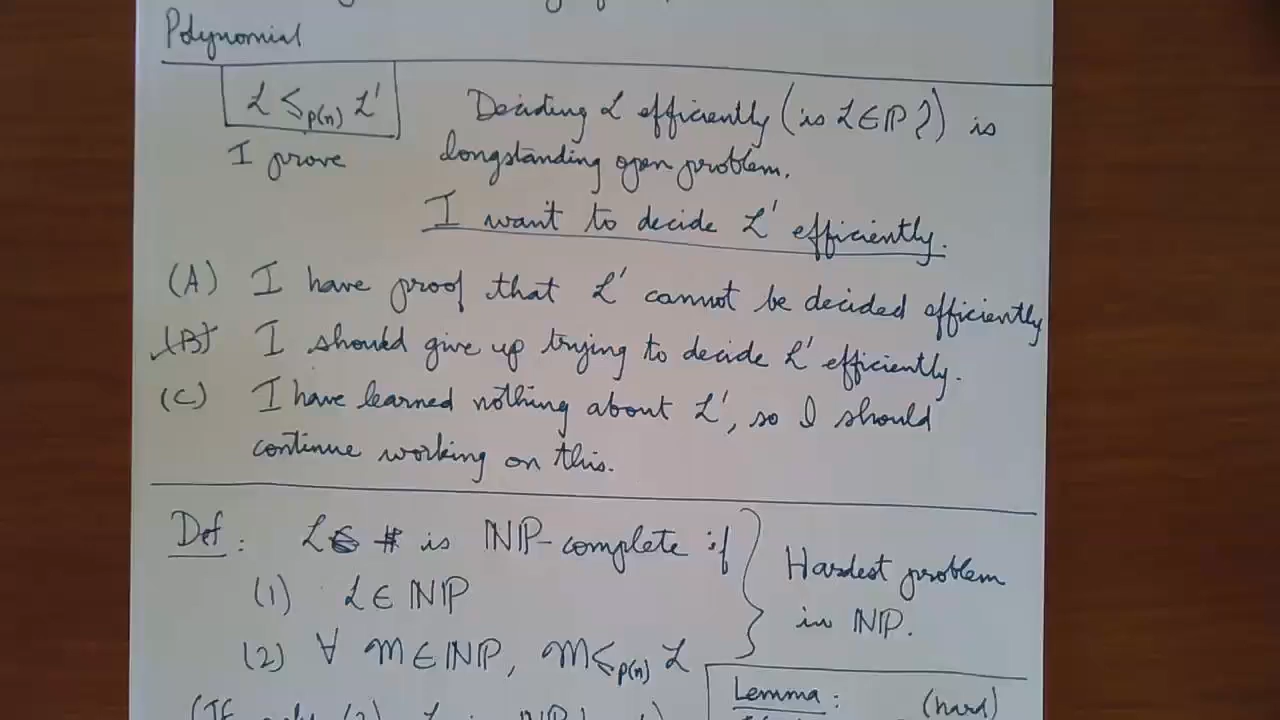 Polynomial
L ≤p(n) L' Deciding L efficiently (is L∈P?) is
I prove longstanding open problem.
I want to decide L' efficiently.
(A) I have proof that L' cannot be decided efficiently
(B) I should give up trying to decide L' efficiently.
(C) I have learned nothing about L', so I should
continue working on this.
Def: L is NP-complete if
(1) L∈NP
Hardest problem
in NP.
(2) ∀ M∈NP, M≤p(n) L
Lemma: (hard)